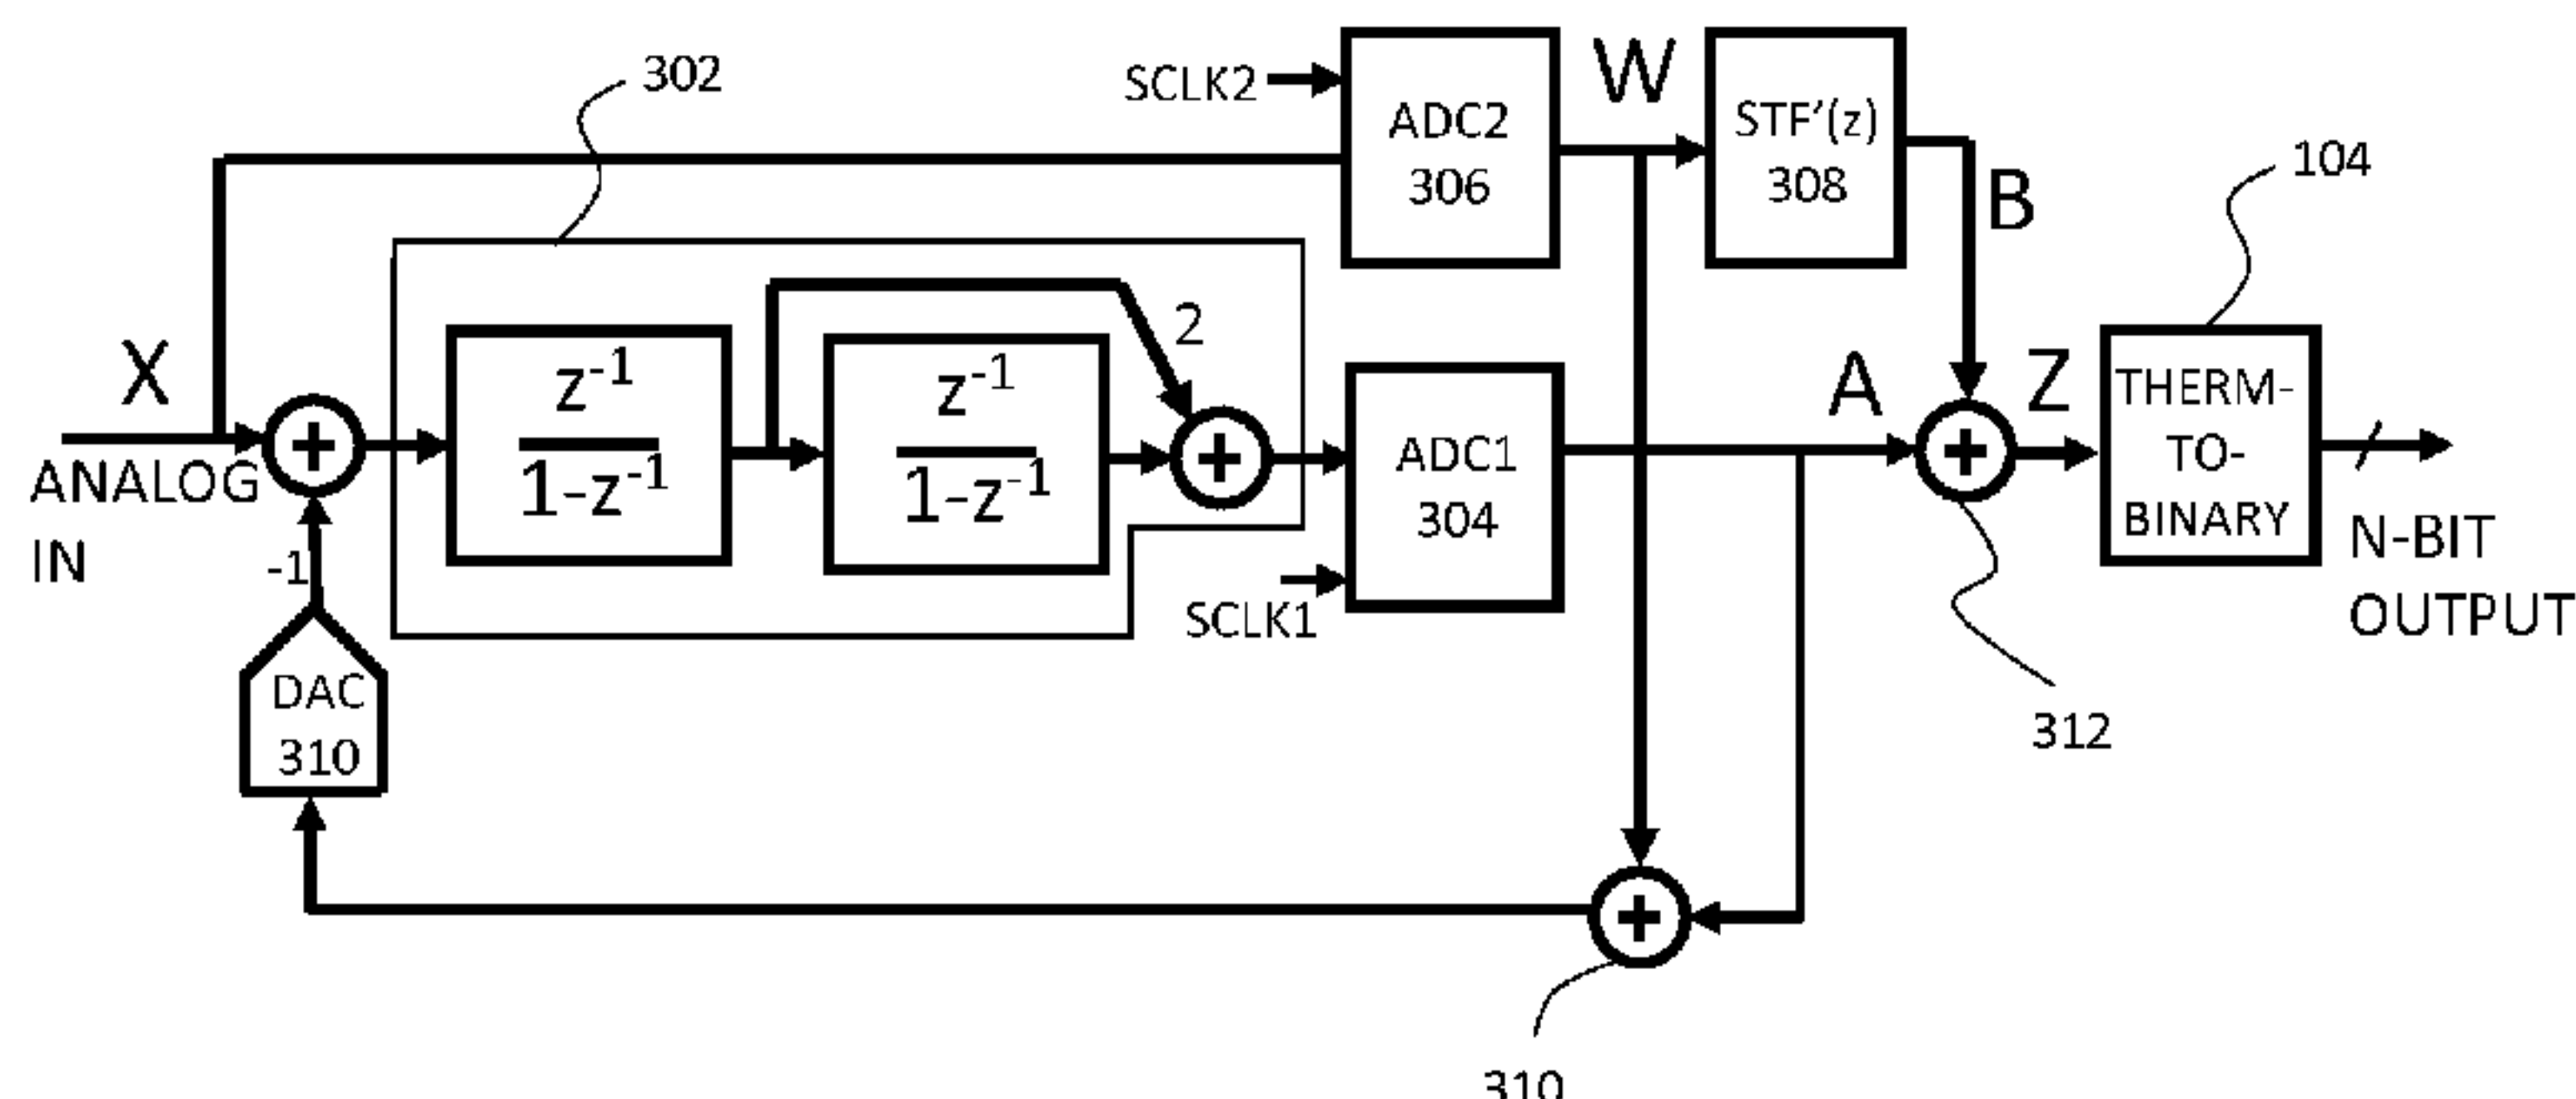 302
SCLK2
ADC2
306
W
STF'(z)
308
B
104
X
ANALOG
IN
z-1
1-z-1
z-1
1-z-1
2
ADC1
304
SCLK1
A
Z
THERM-
TO-
BINARY
N-BIT
OUTPUT
-1
DAC
310
312
310